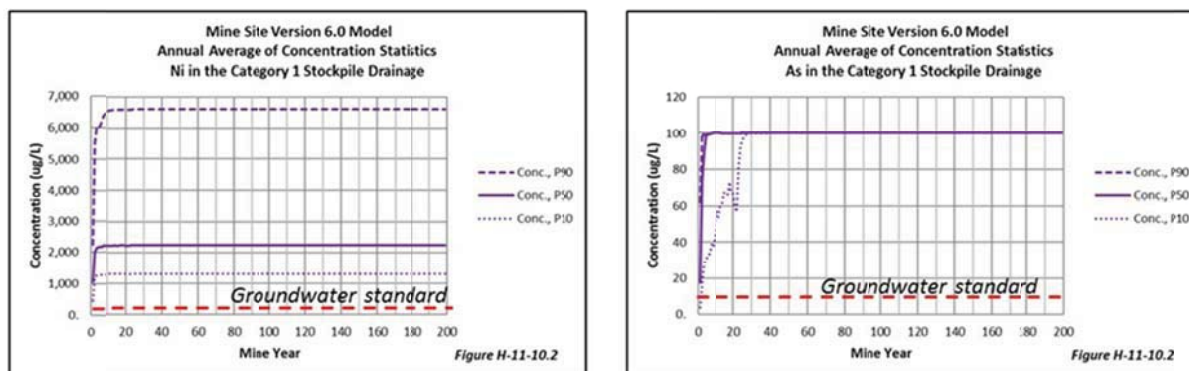 Mine Site Version 6.0 Model
Annual Average of Concentration Statistics
Ni in the Category 1 Stockpile Drainage
7,000
6,000
5,000
4,000
3,000
2,000
1,000
0.
Concentration (ug/L)
Conc., P90
Conc., P50
Conc., P10
Groundwater standard
0 20 40 60 80 100 120 140 160 180 200
Mine Year
Figure H-11-10.2
Mine Site Version 6.0 Model
Annual Average of Concentration Statistics
As in the Category 1 Stockpile Drainage
120
100
80
60
40
20
0.
Concentration (ug/L)
Conc., P90
Conc., P50
Conc., P10
Groundwater standard
0 20 40 60 80 100 120 140 160 180 200
Mine Year
Figure H-11-10.2